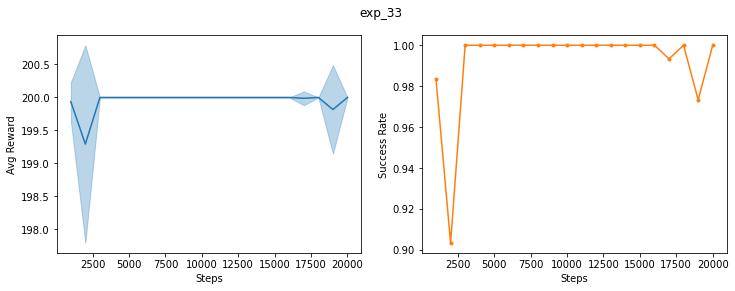 exp_33
200.5
200.0
199.5
199.0
198.5
198.0
Avg Reward
2500 5000 7500 10000 12500 15000 17500 20000
Steps
1.00
0.98
0.96
0.94
0.92
0.90
Success Rate
2500 5000 7500 10000 12500 15000 17500 20000
Steps